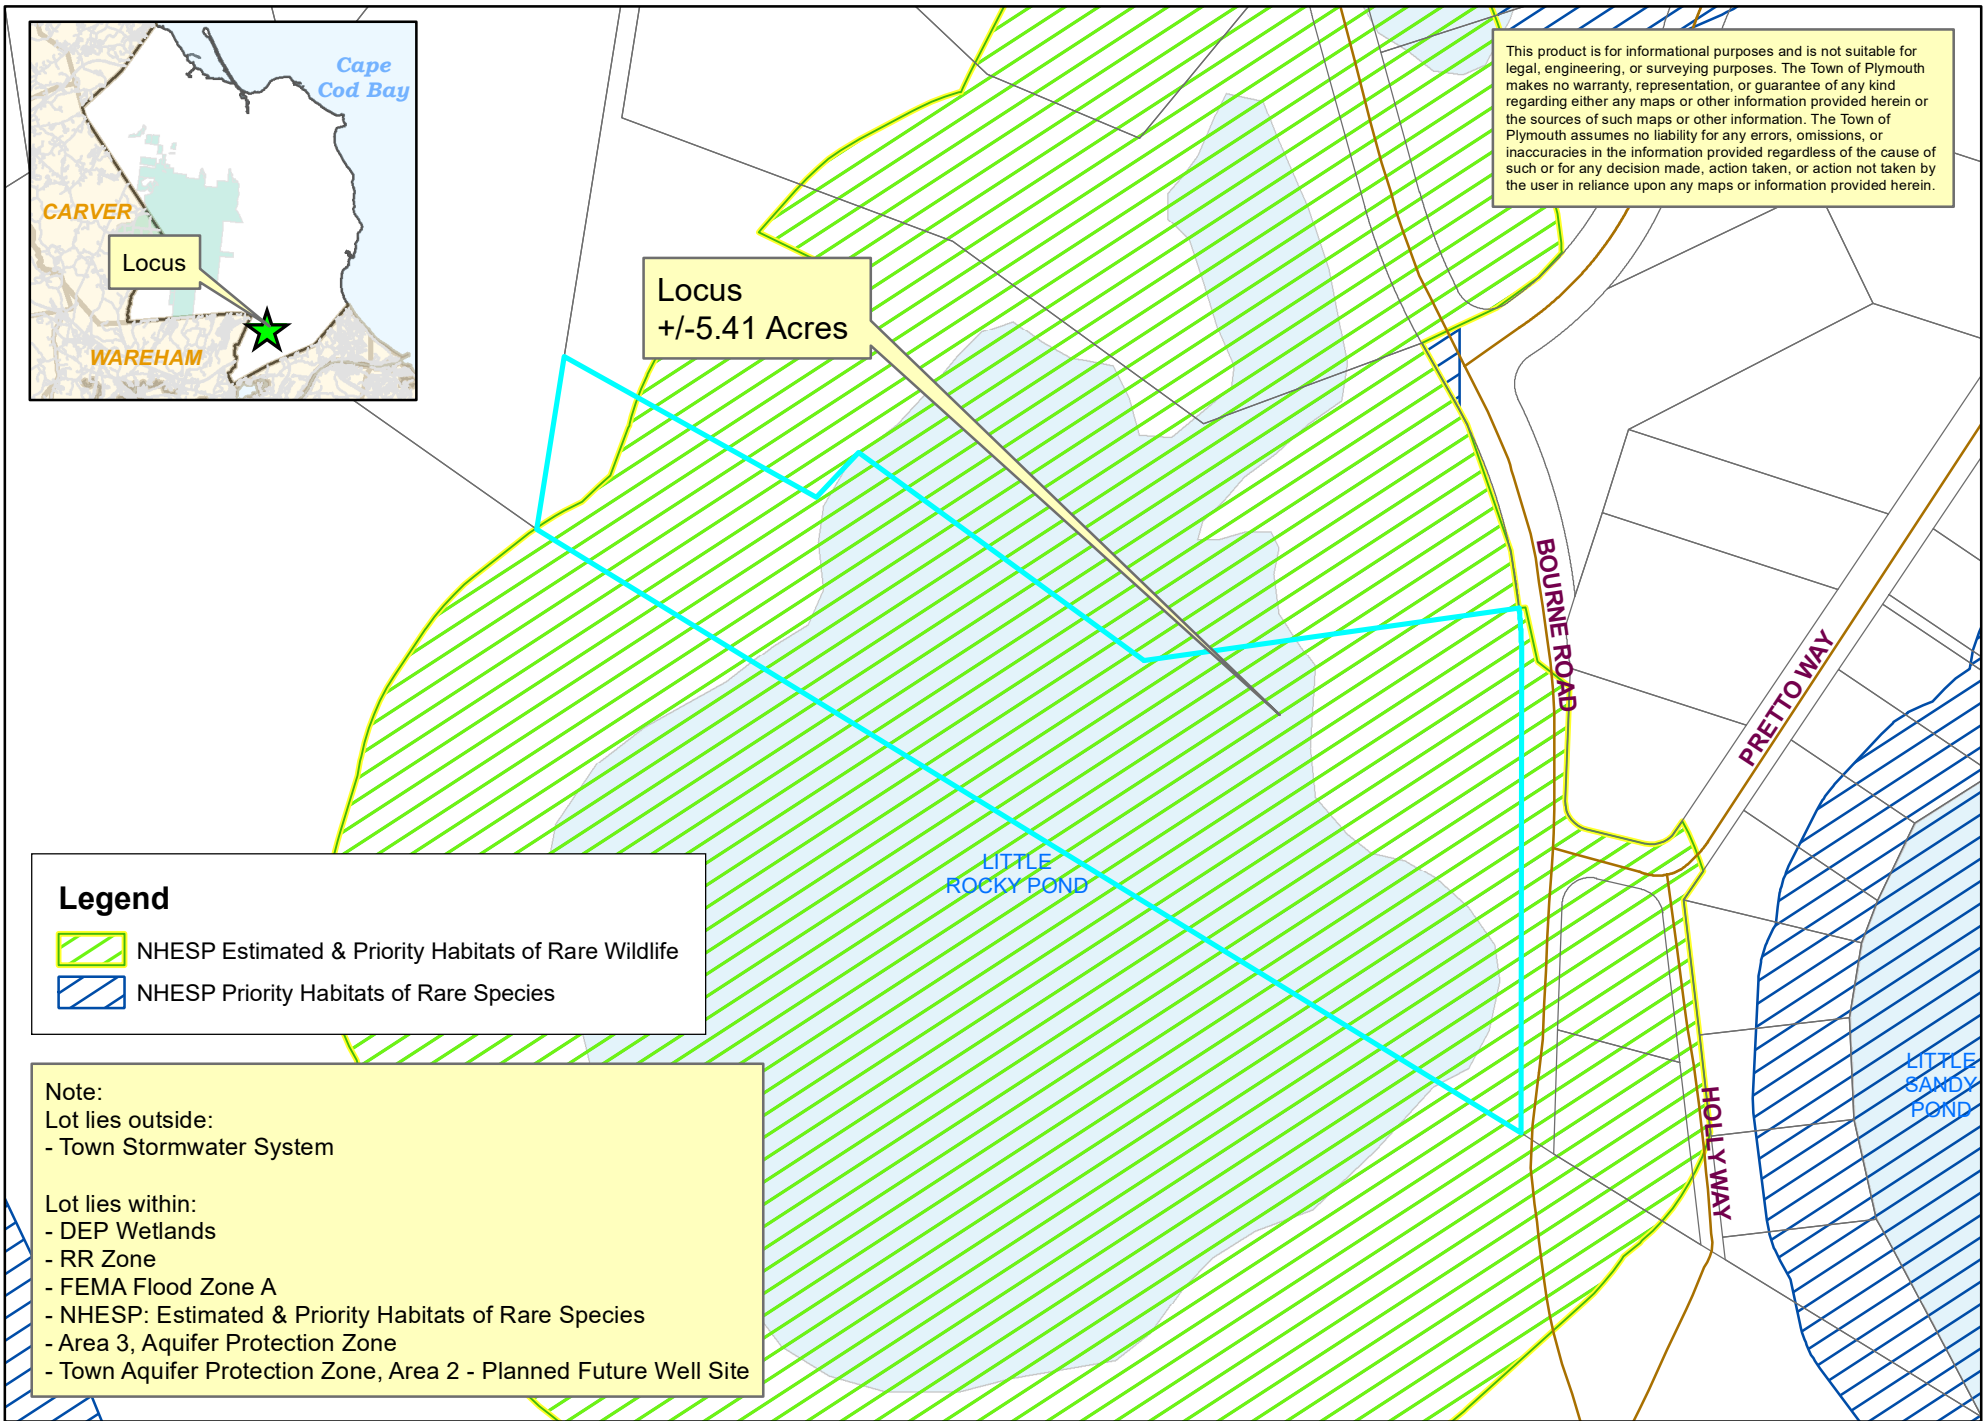 Cape
Cod Bay
CARVER
Locus
WAREHAM
This product is for informational purposes and is not suitable for
legal, engineering, or surveying purposes. The Town of Plymouth
makes no warranty, representation, or guarantee of any kind
regarding either any maps or other information provided herein or
the sources of such maps or other information. The Town of
Plymouth assumes no liability for any errors, omissions, or
inaccuracies in the information provided regardless of the cause of
such or for any decision made, action taken, or action not taken by
the user in reliance upon any maps or information provided herein.
Locus
+/-5.41 Acres
BOURNE ROAD
PRETTO WAY
LITTLE
ROCKY POND
HOLLY WAY
LITTLE
SANDY
POND
Legend
NHESP Estimated & Priority Habitats of Rare Wildlife
NHESP Priority Habitats of Rare Species
Note:
Lot lies outside:
- Town Stormwater System
Lot lies within:
- DEP Wetlands
- RR Zone
- FEMA Flood Zone A
- NHESP: Estimated & Priority Habitats of Rare Species
- Area 3, Aquifer Protection Zone
- Town Aquifer Protection Zone, Area 2 - Planned Future Well Site